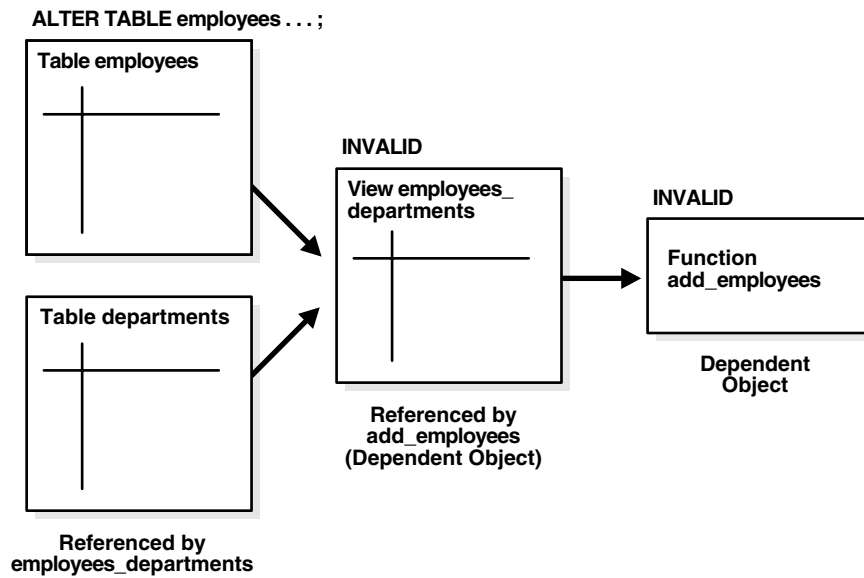 ALTER TABLE employees . . . ;
Table employees
INVALID
View employees_
departments
INVALID
Function
add_employees
Table departments
Dependent
Object
Referenced by
add_employees
(Dependent Object)
Referenced by
employees_departments